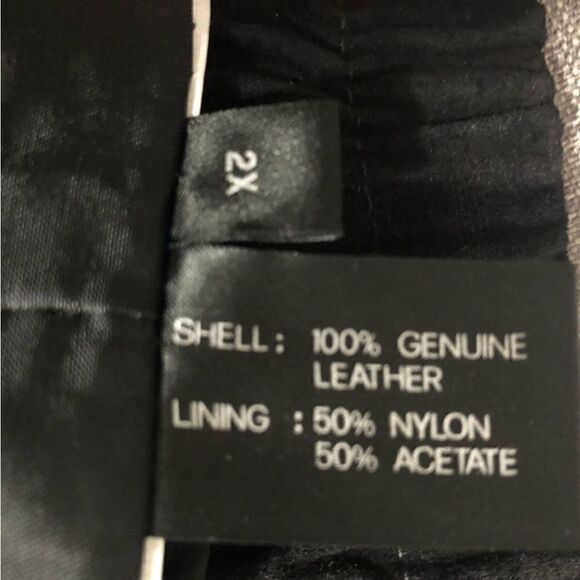 2X
SHELL: 100% GENUINE
LEATHER
LINING : 50% NYLON
50% ACETATE